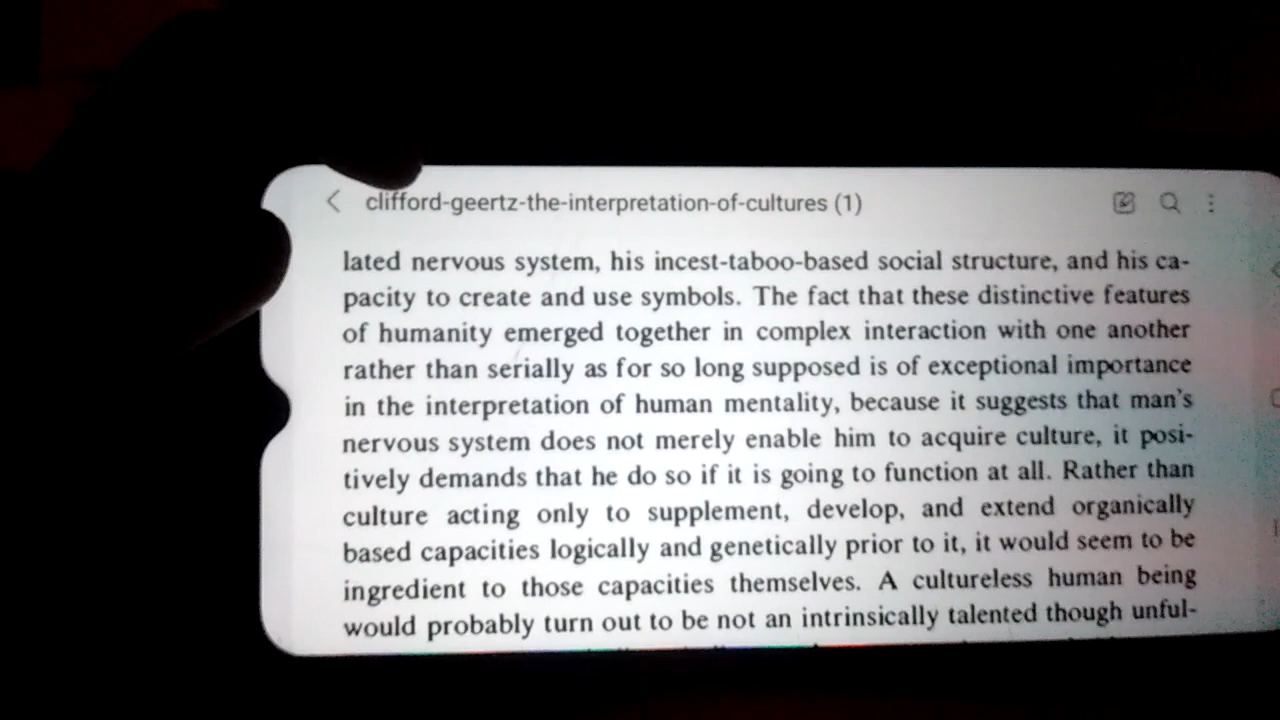 clifford-geertz-the-interpretation-of-cultures (1)
lated nervous system, his incest-taboo-based social structure, and his ca-
pacity to create and use symbols. The fact that these distinctive features
of humanity emerged together in complex interaction with one another
rather than serially as for so long supposed is of exceptional importance
in the interpretation of human mentality, because it suggests that man's
nervous system does not merely enable him to acquire culture, it posi-
tively demands that he do so if it is going to function at all. Rather than
culture acting only to supplement, develop, and extend organically
based capacities logically and genetically prior to it, it would seem to be
ingredient to those capacities themselves. A cultureless human being
would probably turn out to be not an intrinsically talented though unful-